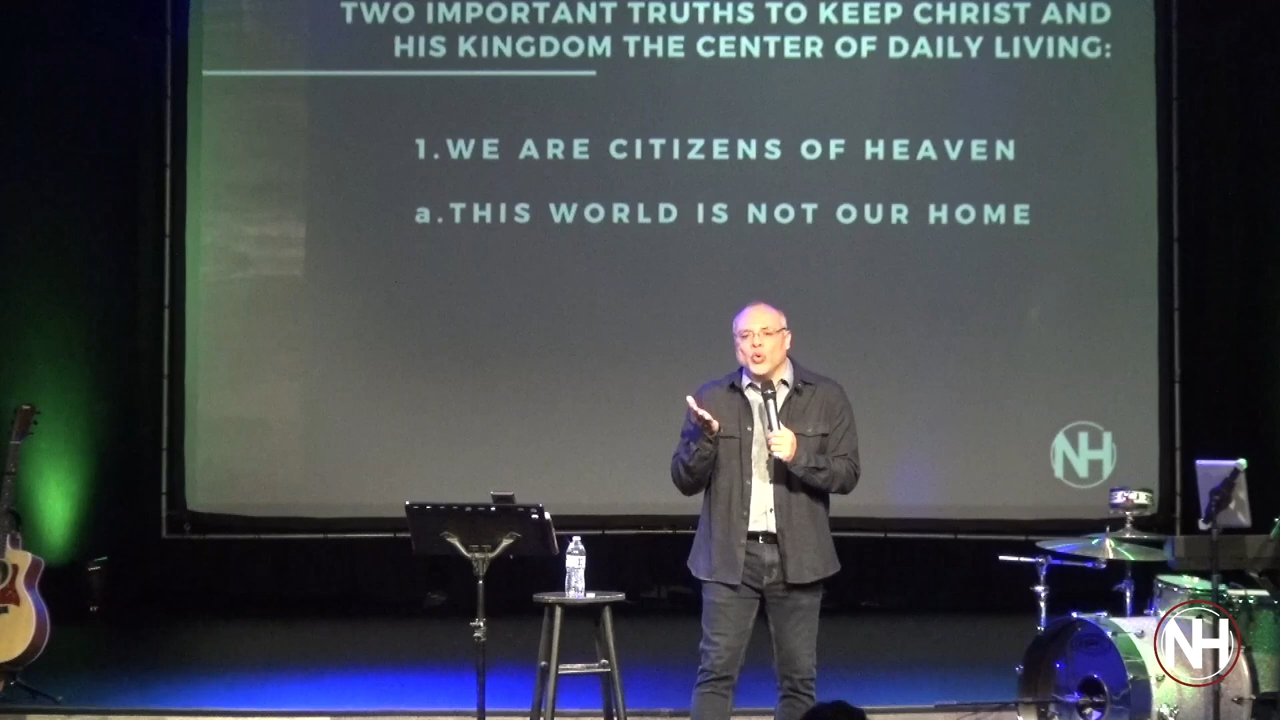 TWO IMPORTANT TRUTHS TO KEEP CHRIST AND
HIS KINGDOM THE CENTER OF DAILY LIVING:
1.WE ARE CITIZENS OF HEAVEN
a.THIS WORLD IS NOT OUR HOME
NH
NH